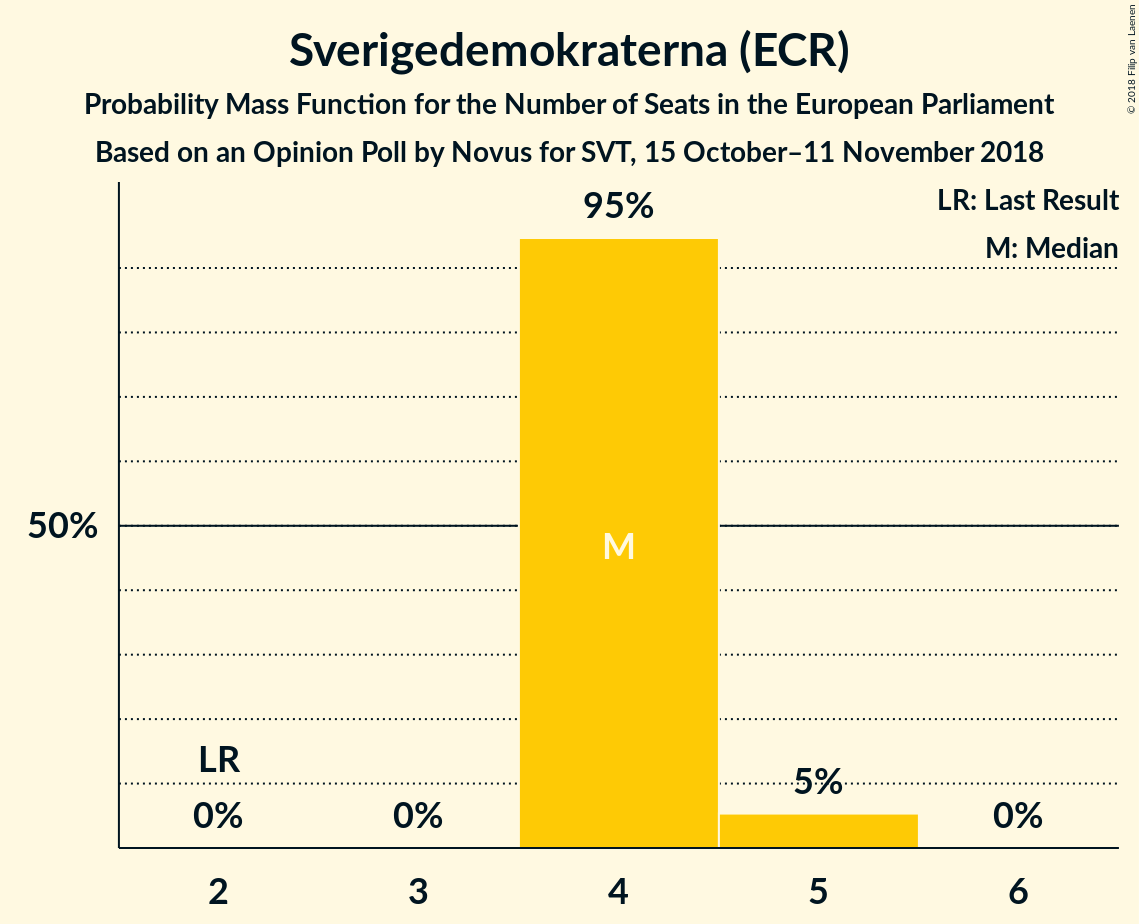 Sverigedemokraterna (ECR)
Probability Mass Function for the Number of Seats in the European Parliament
Based on an Opinion Poll by Novus for SVT, 15 October–11 November 2018
© 2018 Filip van Laenen
LR: Last Result
M: Median
95%
50%
M
LR
0%
0%
5%
0%
2
3
4
5
6